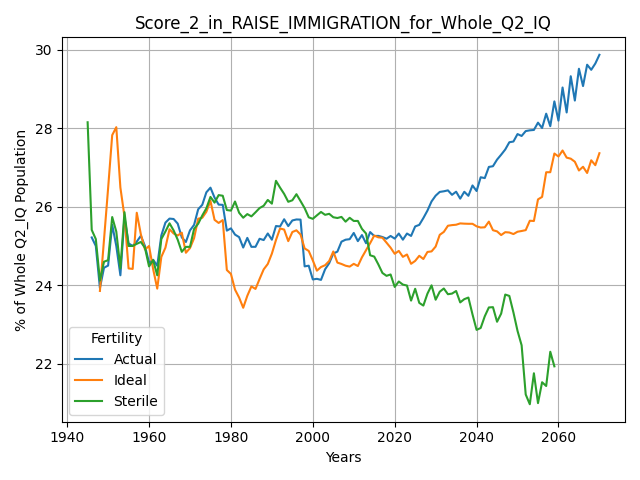 Score_2_in_RAISE_IMMIGRATION_for_Whole_Q2_IQ
% of Whole Q2_IQ Population
30
28
26
24
22
Fertility
Actual
Ideal
Sterile
1940 1960 1980 2000 2020 2040 2060
Years